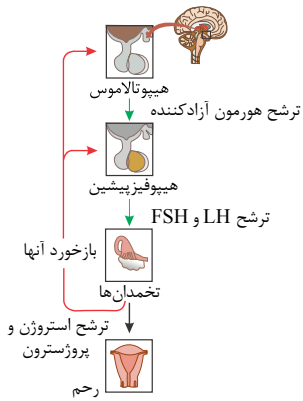 هیپوتالاموس
ترشح هورمون آزادکننده
هیپوفیزپیشین
ترشح LH و FSH
بازخورد آنها
تخمدان‌ها
ترشح استروژن و
پروژسترون
رحم